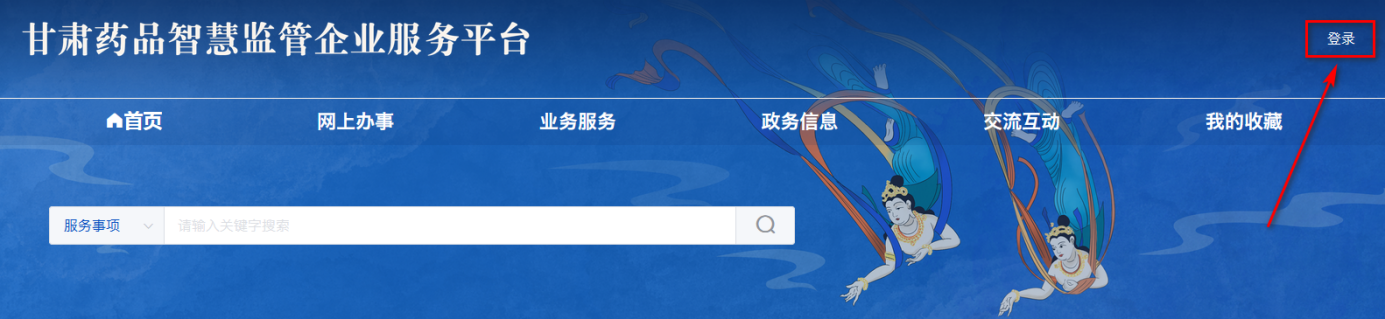 甘肃药品智慧监管企业服务平台
登录
首页 网上办事 业务服务 政务信息 交流互动 我的收藏
服务事项 请输入关键字搜索